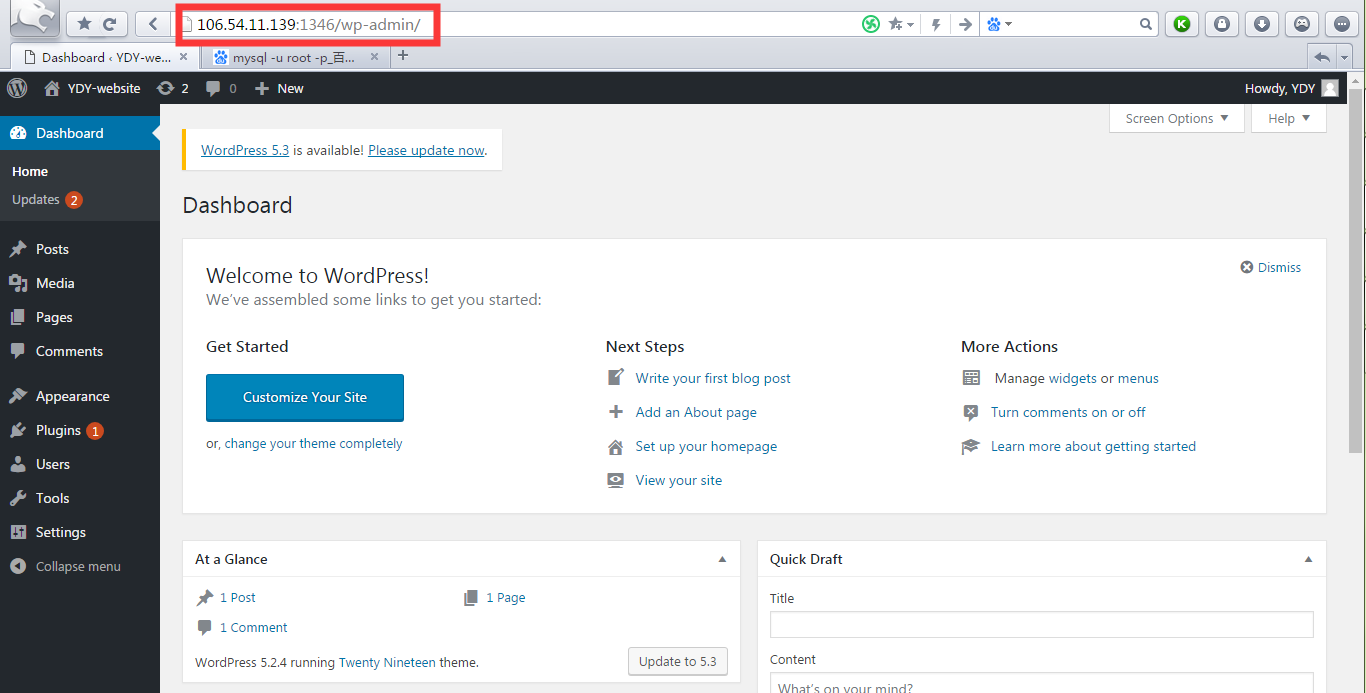 106.54.11.139:1346/wp-admin/
Dashboard ‹ YDY-we...
mysql -u root -p_百...
YDY-website
2
0
New
Howdy, YDY
Dashboard
Home
Updates 2
Posts
Media
Pages
Comments
Appearance
Plugins 1
Users
Tools
Settings
Collapse menu
Screen Options
Help
WordPress 5.3 is available! Please update now.
Dashboard
Welcome to WordPress!
Dismiss
We've assembled some links to get you started:
Get Started
Customize Your Site
or, change your theme completely
Next Steps
Write your first blog post
Add an About page
Set up your homepage
View your site
More Actions
Manage widgets or menus
Turn comments on or off
Learn more about getting started
At a Glance
1 Post
1 Page
1 Comment
WordPress 5.2.4 running Twenty Nineteen theme.
Update to 5.3
Quick Draft
Title
Content
What's on your mind?